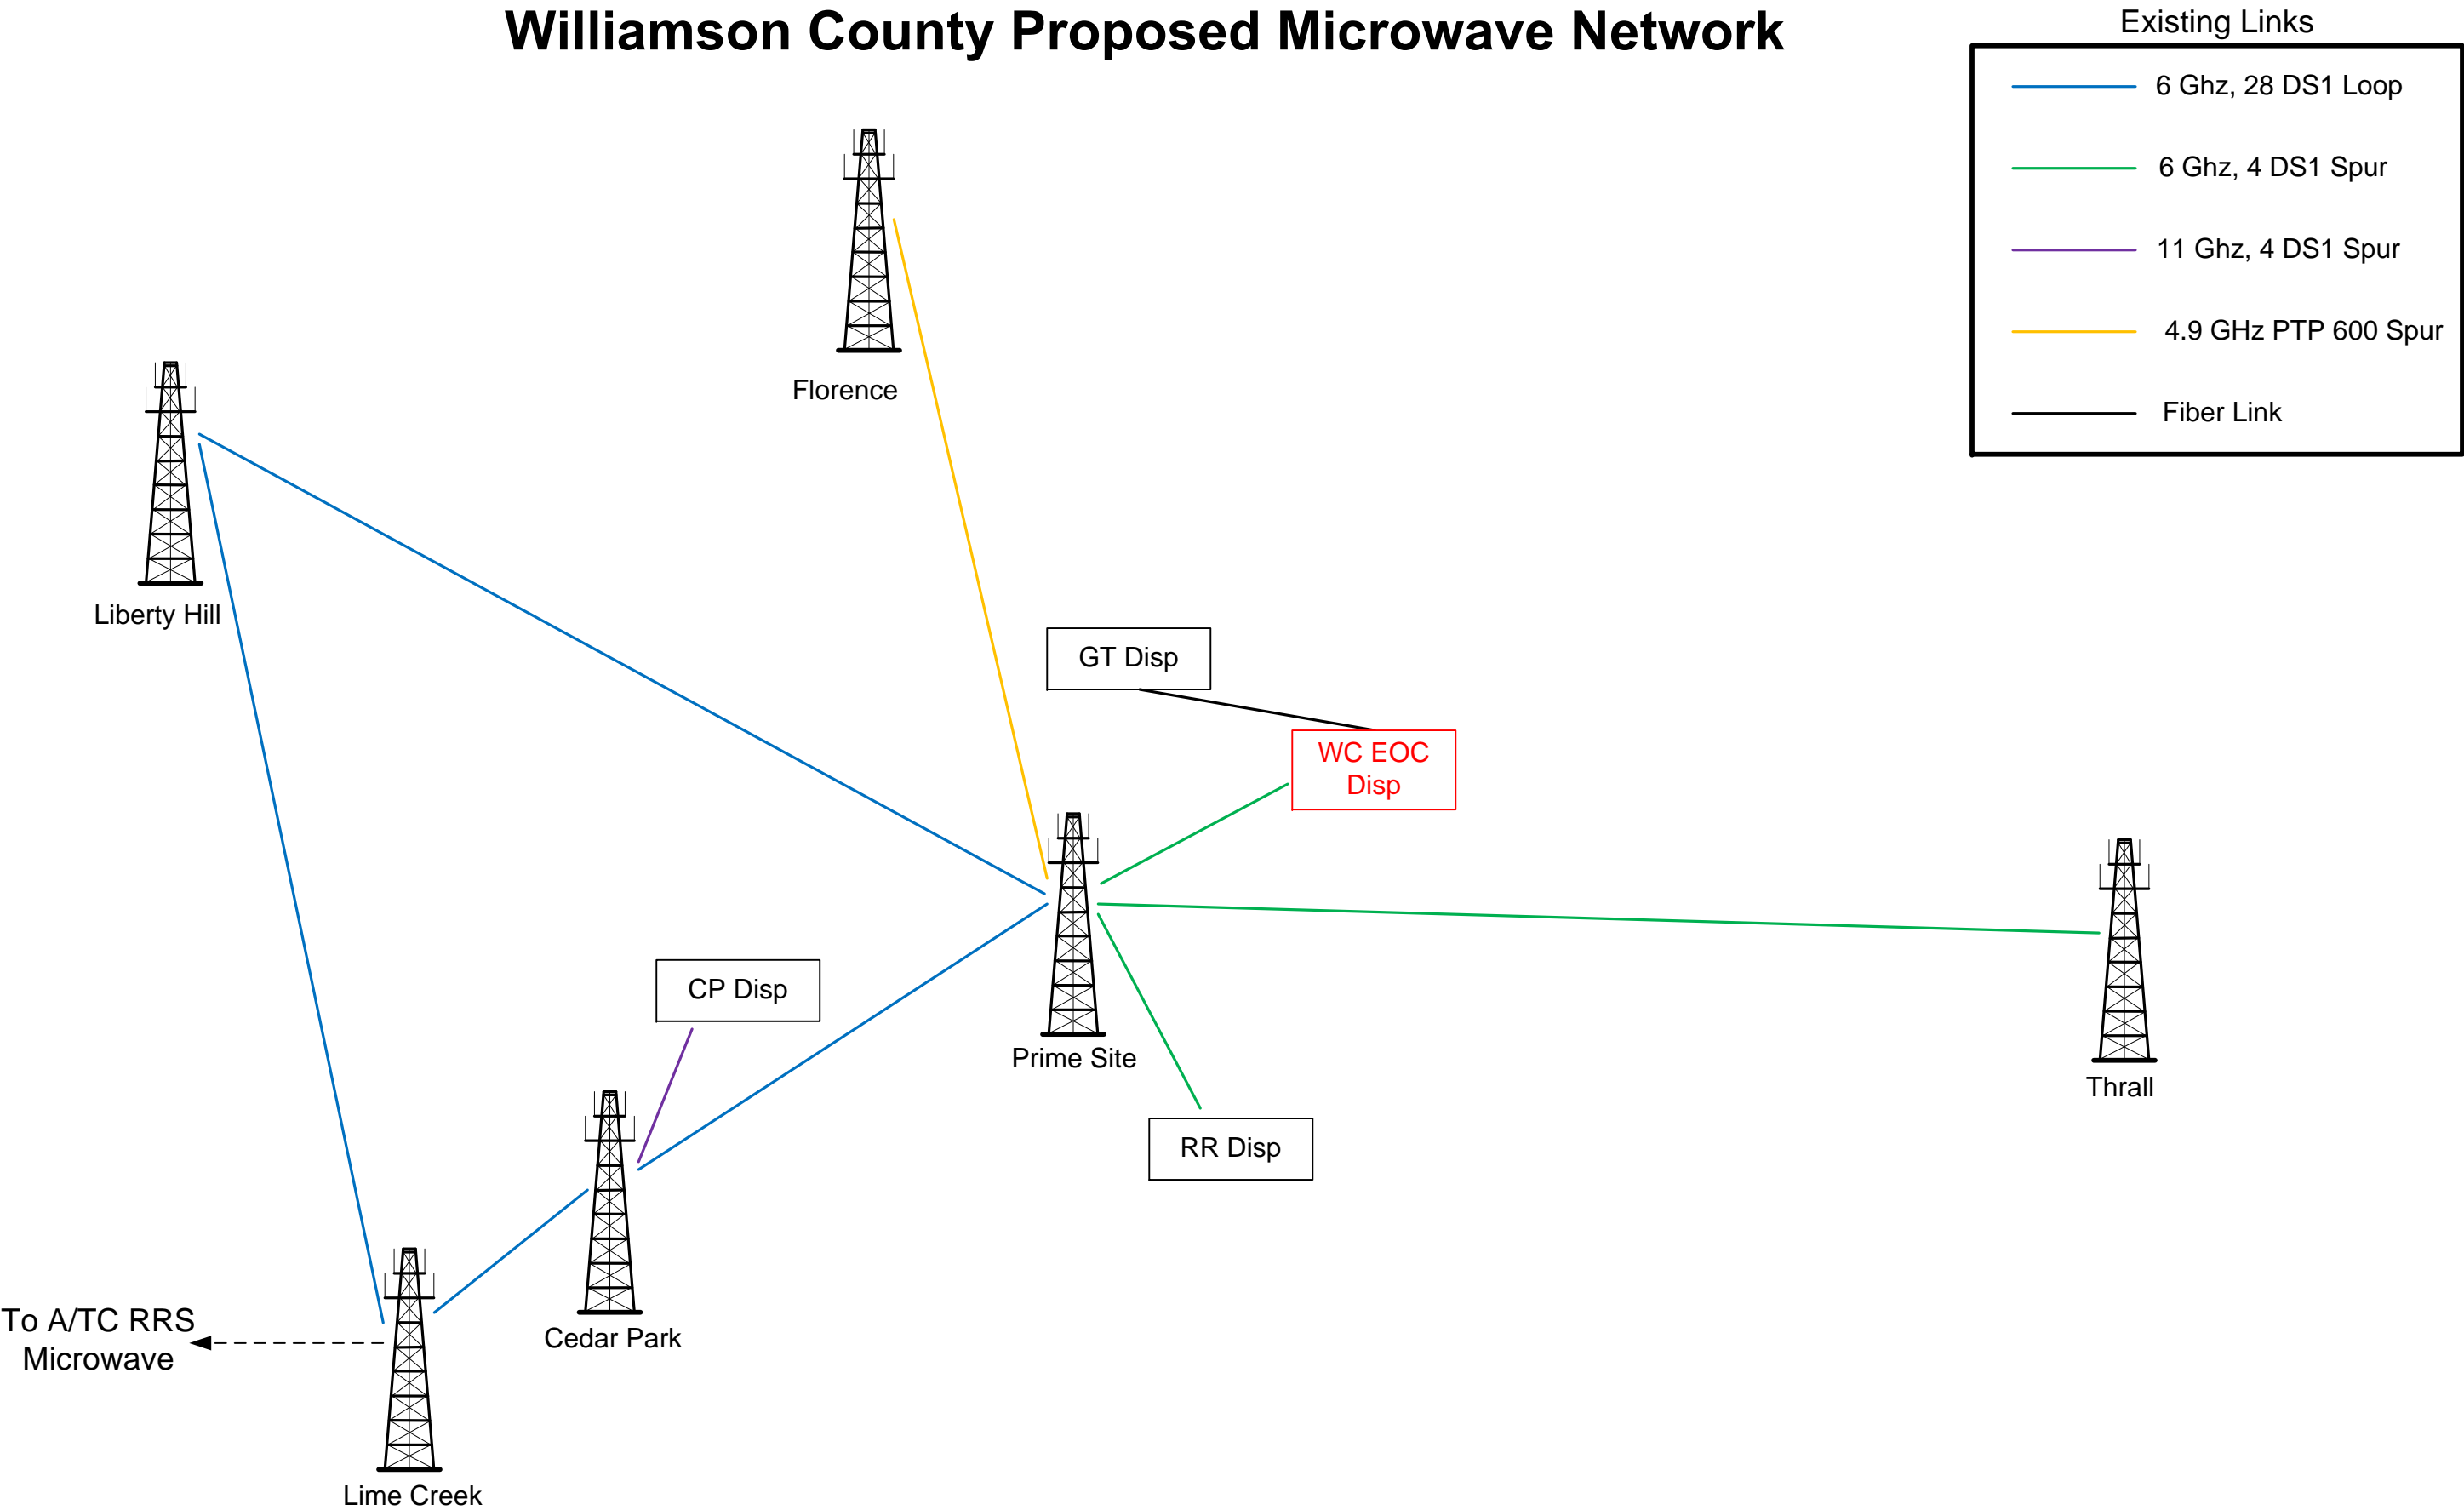 Williamson County Proposed Microwave Network
Existing Links
6 Ghz, 28 DS1 Loop
6 Ghz, 4 DS1 Spur
11 Ghz, 4 DS1 Spur
4.9 GHz PTP 600 Spur
Fiber Link
Florence
Liberty Hill
GT Disp
WC EOC
Disp
CP Disp
Prime Site
Thrall
RR Disp
To A/TC RRS
Microwave
Cedar Park
Lime Creek